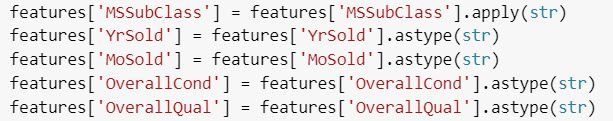 features['MSSubClass'] = features['MSSubClass'].apply(str)
features['YrSold'] = features['YrSold'].astype(str)
features['MoSold'] = features['MoSold'].astype(str)
features['OverallCond'] = features['OverallCond'].astype(str)
features['OverallQual'] = features['OverallQual'].astype(str)